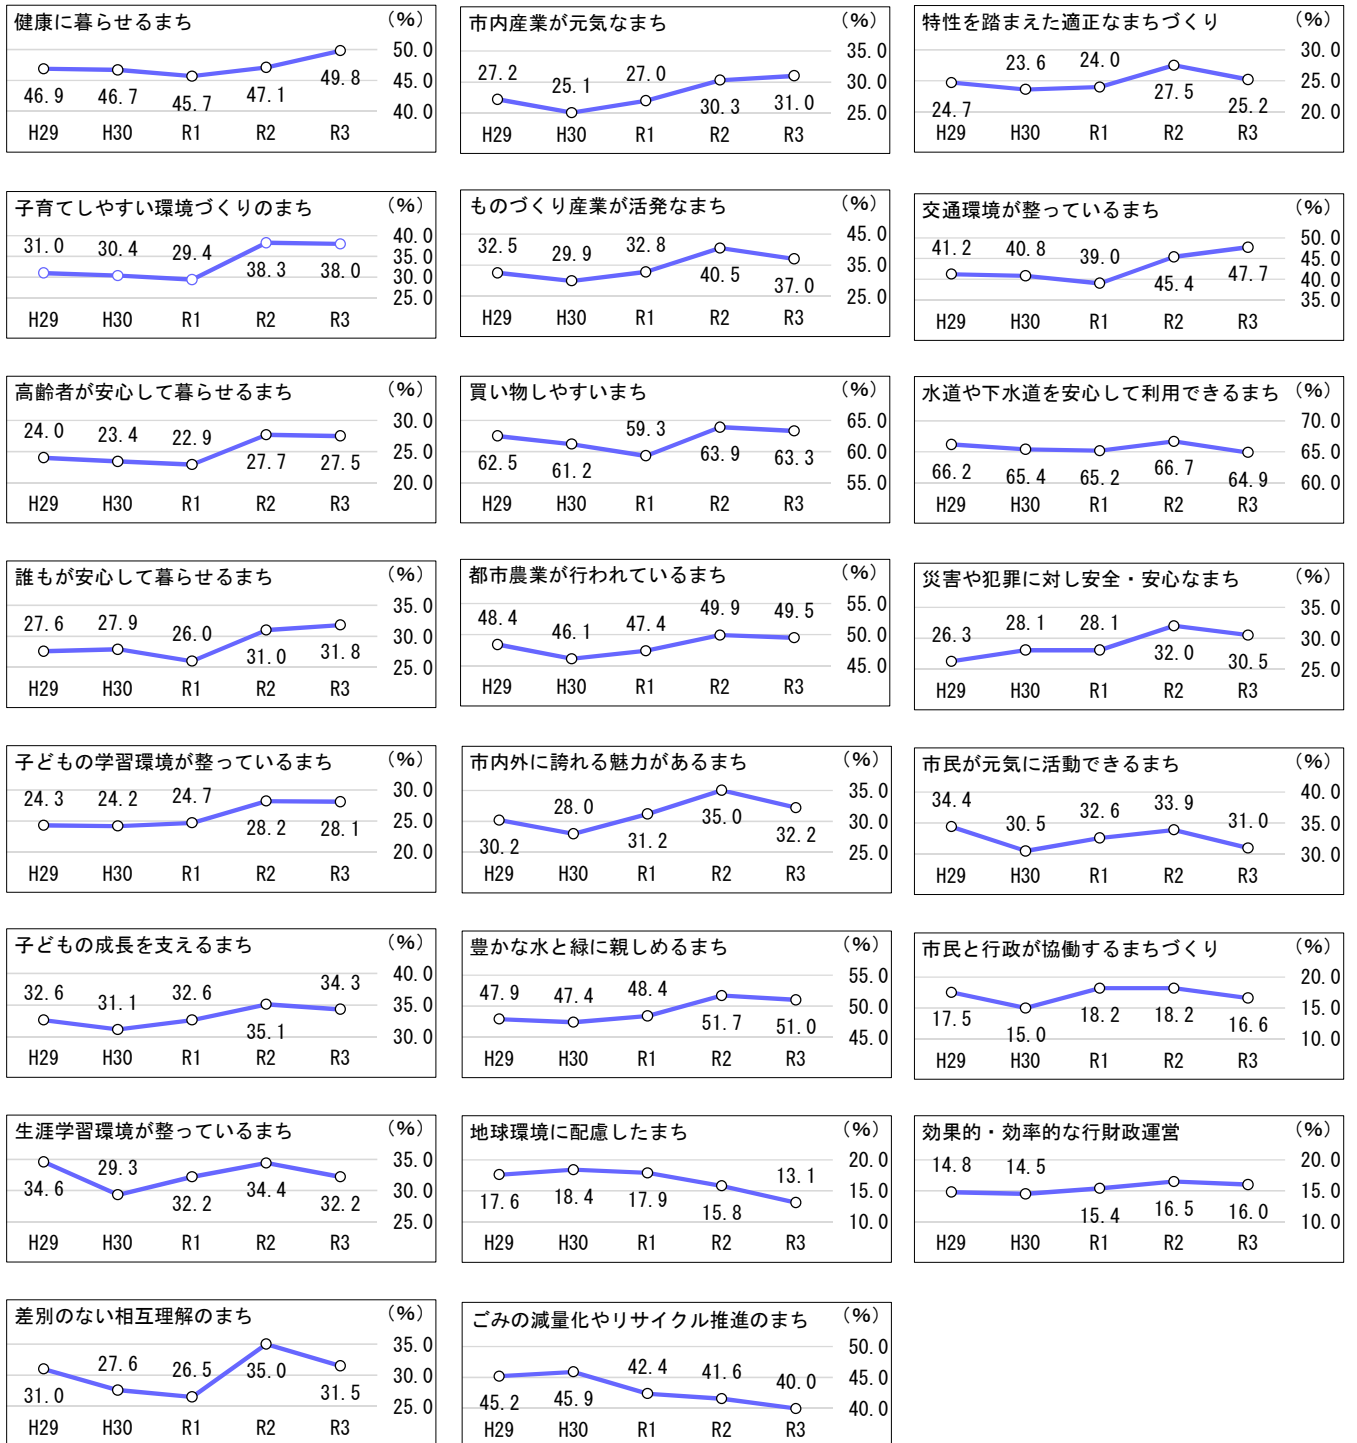 健康に暮らせるまち (%)
50.0
45.0
40.0
46.9 46.7 45.7 47.1 49.8
H29 H30 R1 R2 R3
市内産業が元気なまち (%)
35.0
30.0
25.0
27.2 25.1 27.0 30.3 31.0
H29 H30 R1 R2 R3
特性を踏まえた適正なまちづくり (%)
30.0
25.0
20.0
24.7 23.6 24.0 27.5 25.2
H29 H30 R1 R2 R3
子育てしやすい環境づくりのまち (%)
40.0
35.0
30.0
25.0
31.0 30.4 29.4 38.3 38.0
H29 H30 R1 R2 R3
ものづくり産業が活発なまち (%)
45.0
35.0
25.0
32.5 29.9 32.8 40.5 37.0
H29 H30 R1 R2 R3
交通環境が整っているまち (%)
50.0
45.0
40.0
35.0
41.2 40.8 39.0 45.4 47.7
H29 H30 R1 R2 R3
高齢者が安心して暮らせるまち (%)
30.0
25.0
20.0
24.0 23.4 22.9 27.7 27.5
H29 H30 R1 R2 R3
買い物しやすいまち (%)
65.0
60.0
55.0
62.5 61.2 59.3 63.9 63.3
H29 H30 R1 R2 R3
水道や下水道を安心して利用できるまち (%)
70.0
65.0
60.0
66.2 65.4 65.2 66.7 64.9
H29 H30 R1 R2 R3
誰もが安心して暮らせるまち (%)
35.0
30.0
25.0
27.6 27.9 26.0 31.0 31.8
H29 H30 R1 R2 R3
都市農業が行われているまち (%)
55.0
50.0
45.0
48.4 46.1 47.4 49.9 49.5
H29 H30 R1 R2 R3
災害や犯罪に対し安全・安心なまち (%)
35.0
30.0
25.0
26.3 28.1 28.1 32.0 30.5
H29 H30 R1 R2 R3
子どもの学習環境が整っているまち (%)
30.0
25.0
20.0
24.3 24.2 24.7 28.2 28.1
H29 H30 R1 R2 R3
市内外に誇れる魅力があるまち (%)
35.0
30.0
25.0
30.2 28.0 31.2 35.0 32.2
H29 H30 R1 R2 R3
市民が元気に活動できるまち (%)
40.0
35.0
30.0
34.4 30.5 32.6 33.9 31.0
H29 H30 R1 R2 R3
子どもの成長を支えるまち (%)
40.0
35.0
30.0
32.6 31.1 32.6 35.1 34.3
H29 H30 R1 R2 R3
豊かな水と緑に親しめるまち (%)
55.0
50.0
45.0
47.9 47.4 48.4 51.7 51.0
H29 H30 R1 R2 R3
市民と行政が協働するまちづくり (%)
20.0
15.0
10.0
17.5 15.0 18.2 18.2 16.6
H29 H30 R1 R2 R3
生涯学習環境が整っているまち (%)
35.0
30.0
25.0
34.6 29.3 32.2 34.4 32.2
H29 H30 R1 R2 R3
地球環境に配慮したまち (%)
20.0
15.0
10.0
17.6 18.4 17.9 15.8 13.1
H29 H30 R1 R2 R3
効果的・効率的な行財政運営 (%)
20.0
15.0
10.0
14.8 14.5 15.4 16.5 16.0
H29 H30 R1 R2 R3
差別のない相互理解のまち (%)
35.0
30.0
25.0
31.0 27.6 26.5 35.0 31.5
H29 H30 R1 R2 R3
ごみの減量化やリサイクル推進のまち (%)
50.0
45.0
40.0
45.2 45.9 42.4 41.6 40.0
H29 H30 R1 R2 R3